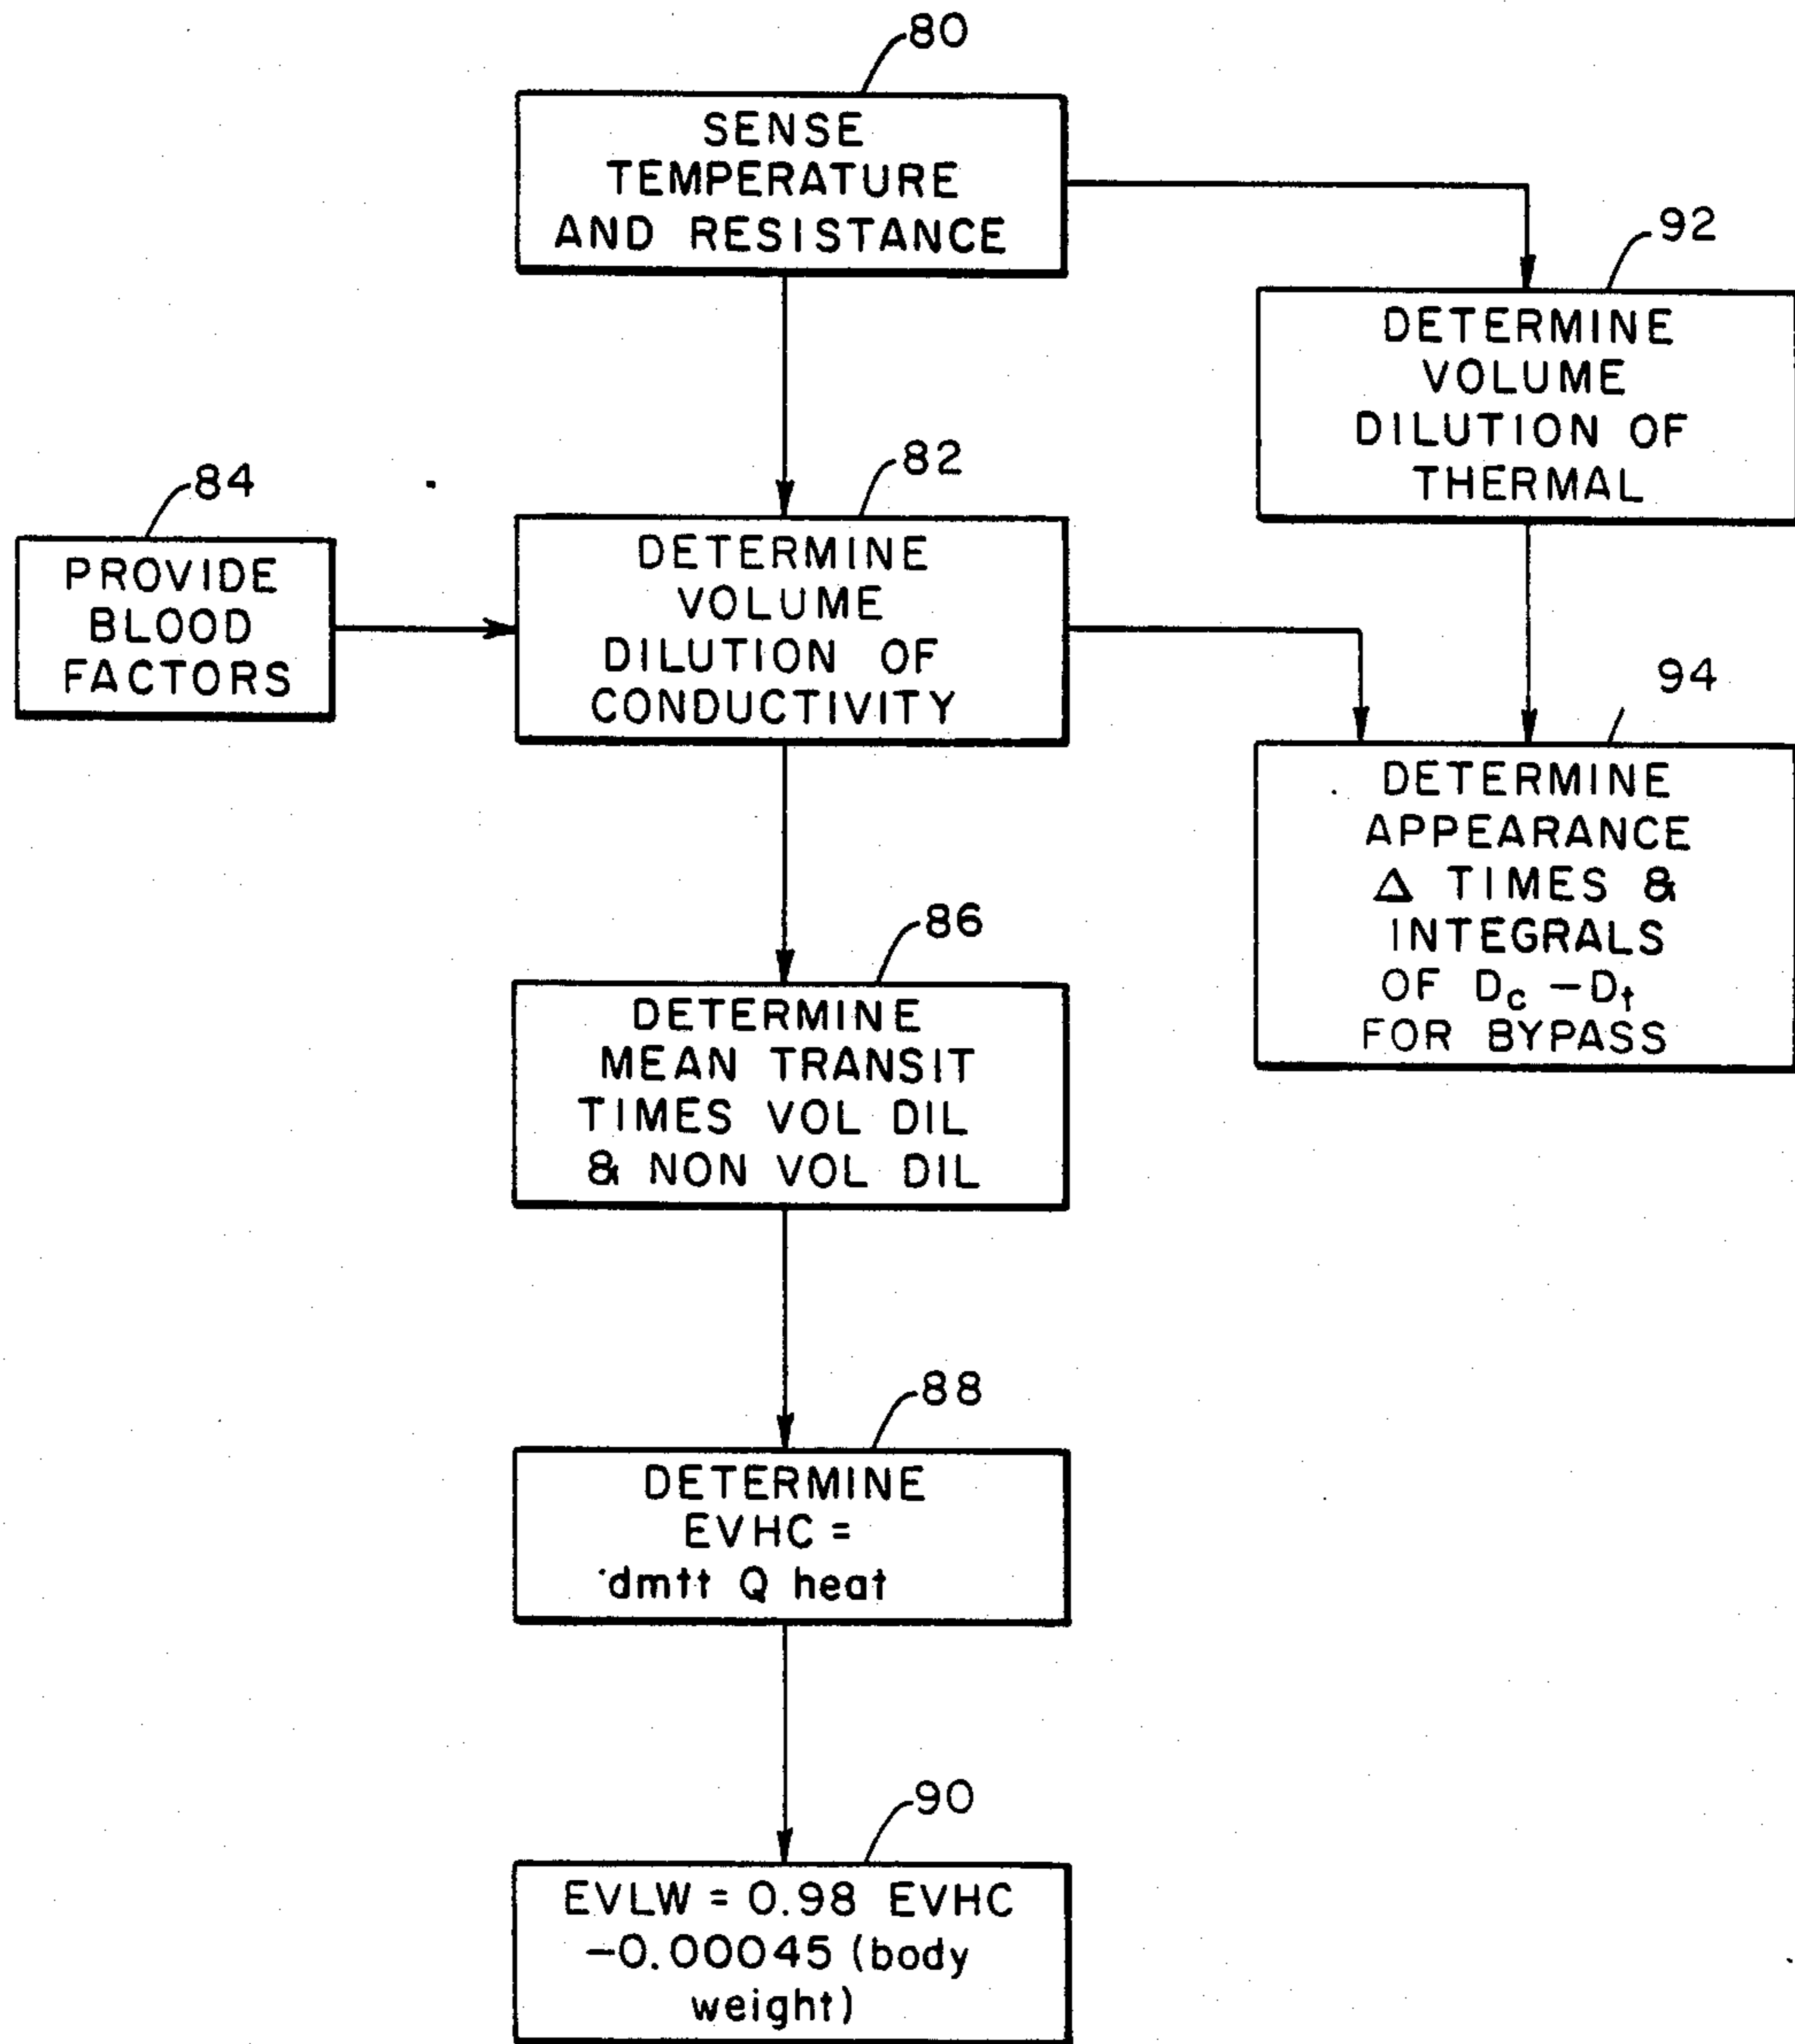 80
SENSE
TEMPERATURE
AND RESISTANCE
92
DETERMINE
VOLUME
DILUTION OF
THERMAL
84
PROVIDE
BLOOD
FACTORS
82
DETERMINE
VOLUME
DILUTION OF
CONDUCTIVITY
94
DETERMINE
APPEARANCE
Δ TIMES &
INTEGRALS
OF Dc -Dt
FOR BYPASS
86
DETERMINE
MEAN TRANSIT
TIMES VOL DIL
& NON VOL DIL
88
DETERMINE
EVHC =
dmtt Q heat
90
EVLW = 0.98 EVHC
-0.00045 (body
weight)